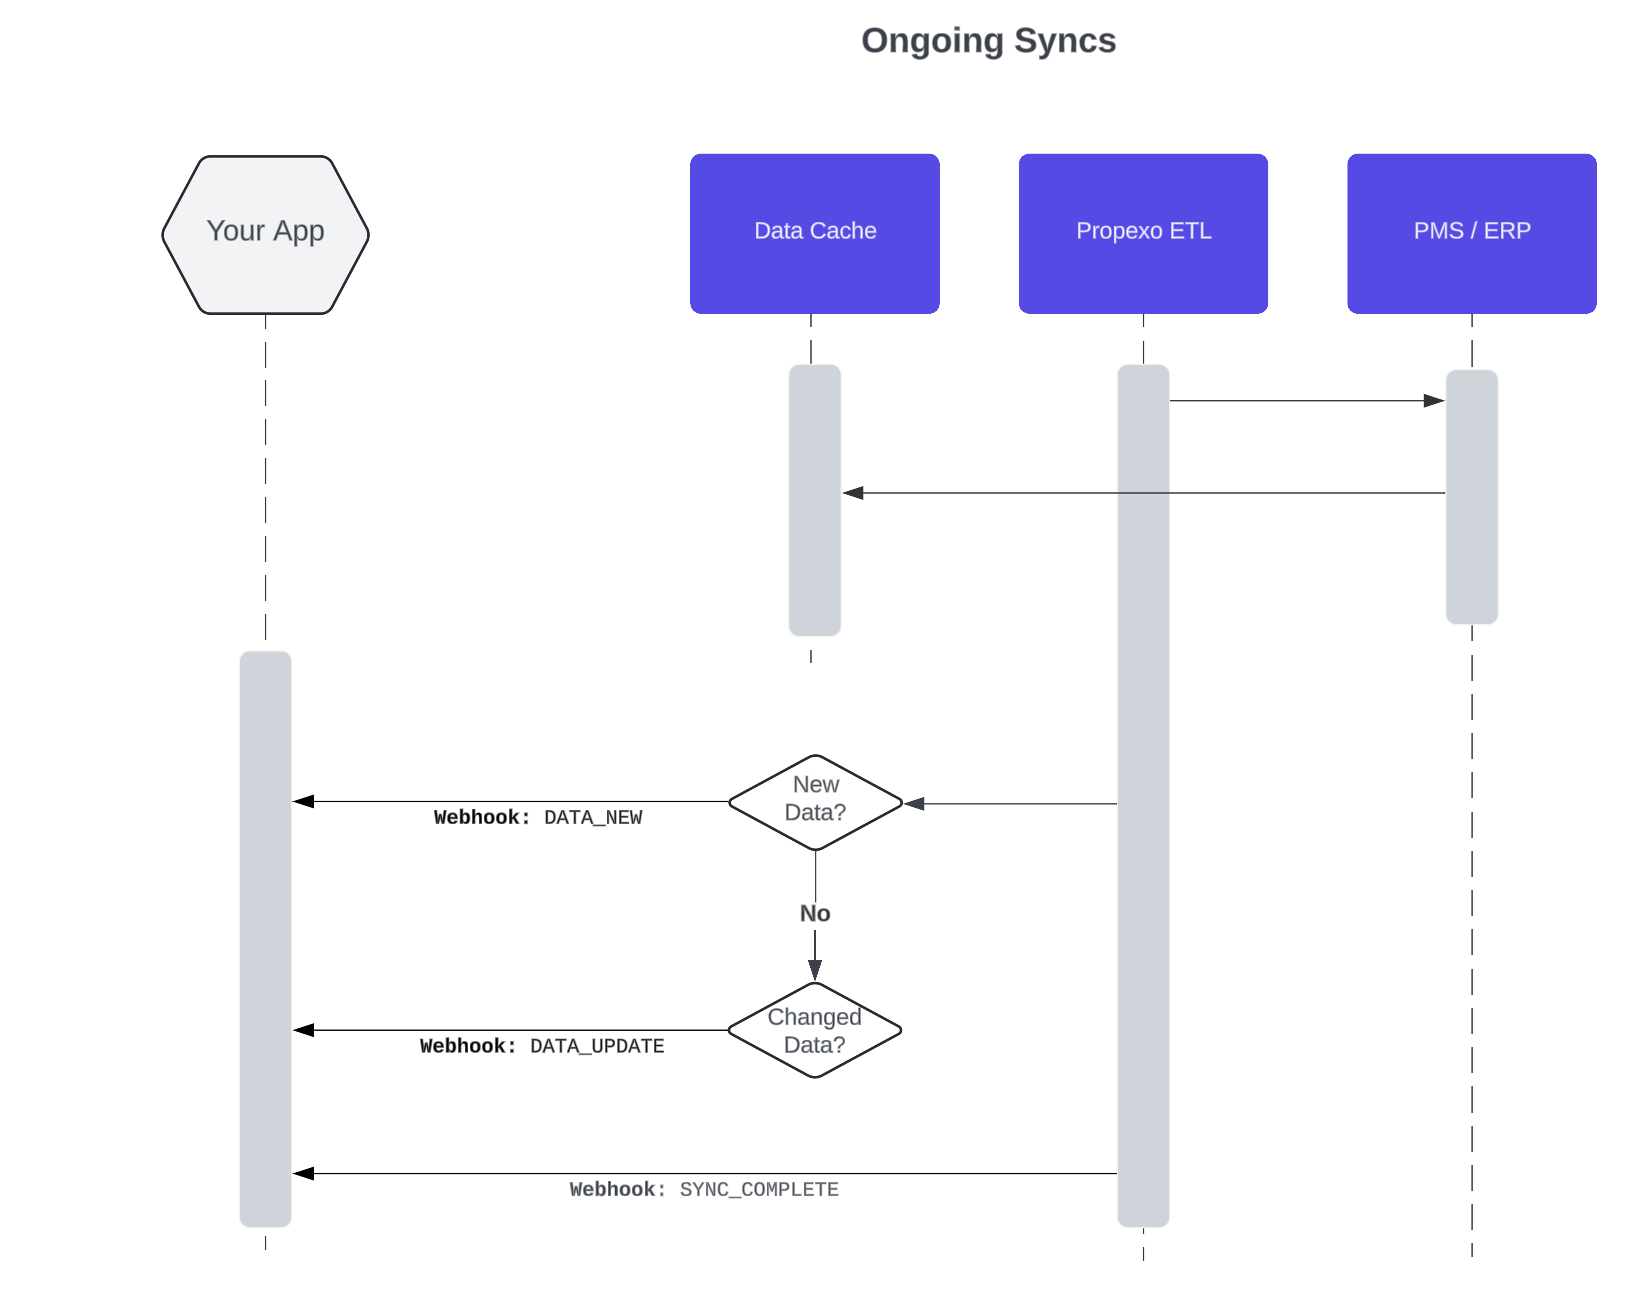 Ongoing Syncs
Your App
Data Cache
Propexo ETL
PMS / ERP
New
Data?
Webhook: DATA_NEW
No
Changed
Data?
Webhook: DATA_UPDATE
Webhook: SYNC_COMPLETE